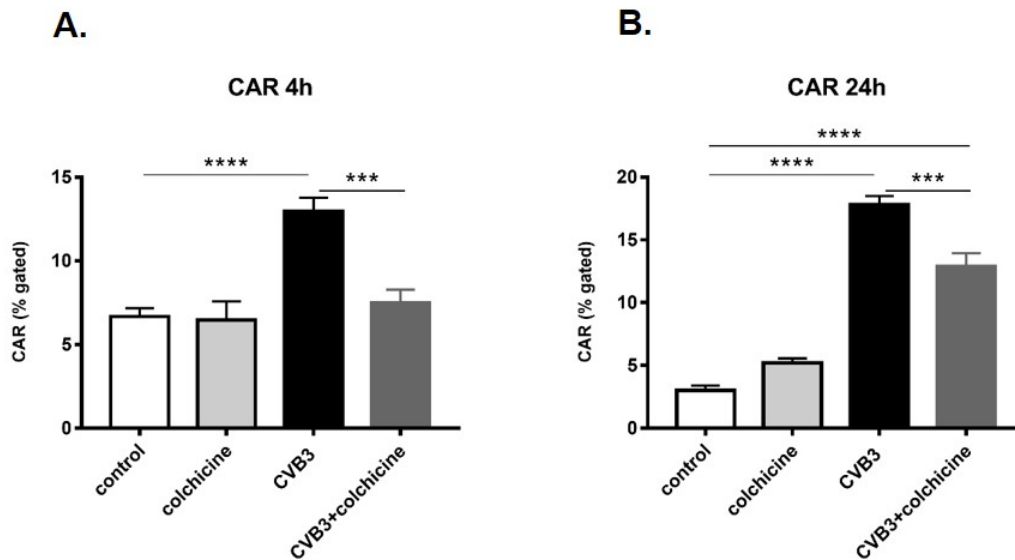 A.
CAR 4h
****
***
15
10
5
0
CAR (% gated)
control
colchicine
CVB3
CVB3+colchicine
B.
CAR 24h
****
****
***
20
15
10
5
0
CAR (% gated)
control
colchicine
CVB3
CVB3+colchicine